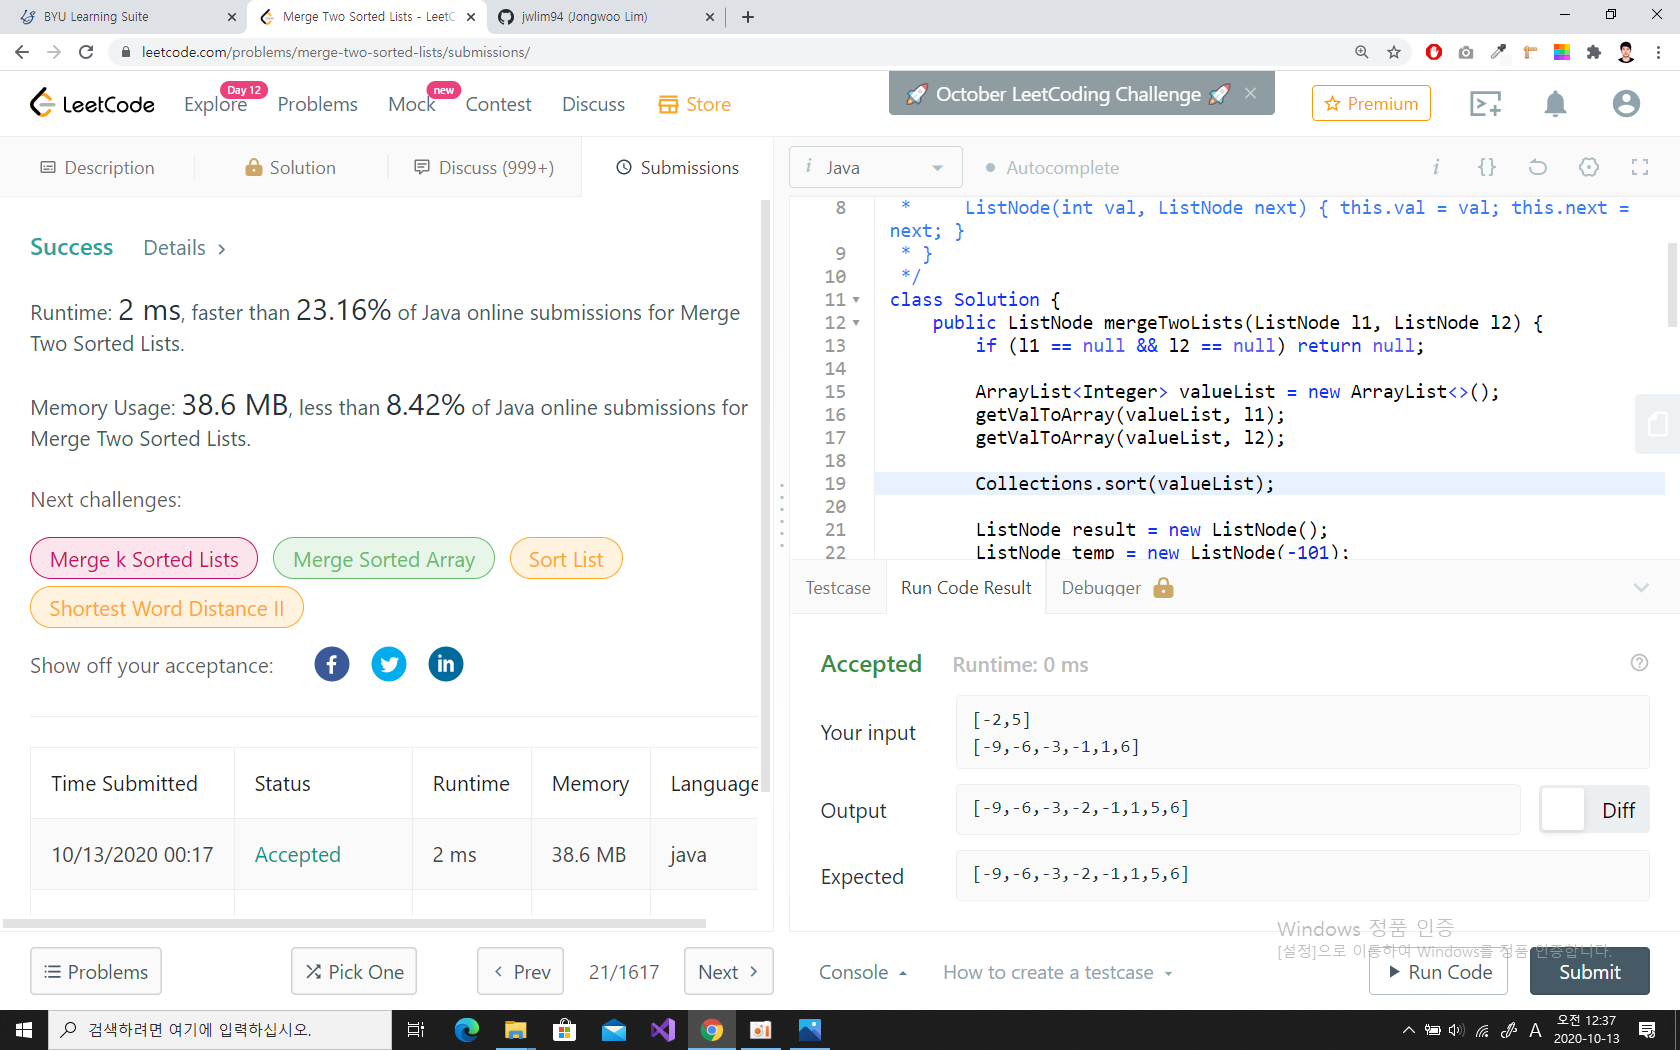 BYU Learning Suite
Merge Two Sorted Lists - LeetC
jwlim94 (Jongwoo Lim)
leetcode.com/problems/merge-two-sorted-lists/submissions/
LeetCode
Explore
Day 12
Problems
Mock
new
Contest
Discuss
Store
October LeetCoding Challenge
Premium
Description
Solution
Discuss (999+)
Submissions
i Java
Autocomplete
Success
Details >
Runtime: 2 ms, faster than 23.16% of Java online submissions for Merge
Two Sorted Lists.
Memory Usage: 38.6 MB, less than 8.42% of Java online submissions for
Merge Two Sorted Lists.
Next challenges:
Merge k Sorted Lists
Merge Sorted Array
Sort List
Shortest Word Distance II
Show off your acceptance:
Time Submitted Status Runtime Memory Language
10/13/2020 00:17 Accepted 2 ms 38.6 MB java
8 * ListNode(int val, ListNode next) { this.val = val; this.next =
next; }
9 * }
10 */
11 class Solution {
12 public ListNode mergeTwoLists(ListNode l1, ListNode l2) {
13 if (l1 == null && l2 == null) return null;
14
15 ArrayList<Integer> valueList = new ArrayList<>();
16 getValToArray(valueList, l1);
17 getValToArray(valueList, l2);
18
19 Collections.sort(valueList);
20
21 ListNode result = new ListNode();
22 ListNode temp = new ListNode(-101);
Testcase
Run Code Result
Debugger
Accepted
Runtime: 0 ms
Your input
[-2,5]
[-9,-6,-3,-1,1,6]
Output
[-9,-6,-3,-2,-1,1,5,6]
Diff
Expected
[-9,-6,-3,-2,-1,1,5,6]
Windows 정품 인증
[설정]으로 이동하여 Windows를 정품 인증합니다.
Problems
Pick One
< Prev
21/1617
Next >
Console
How to create a testcase
Run Code
Submit
검색하려면 여기에 입력하십시오.
A
오전 12:37
2020-10-13